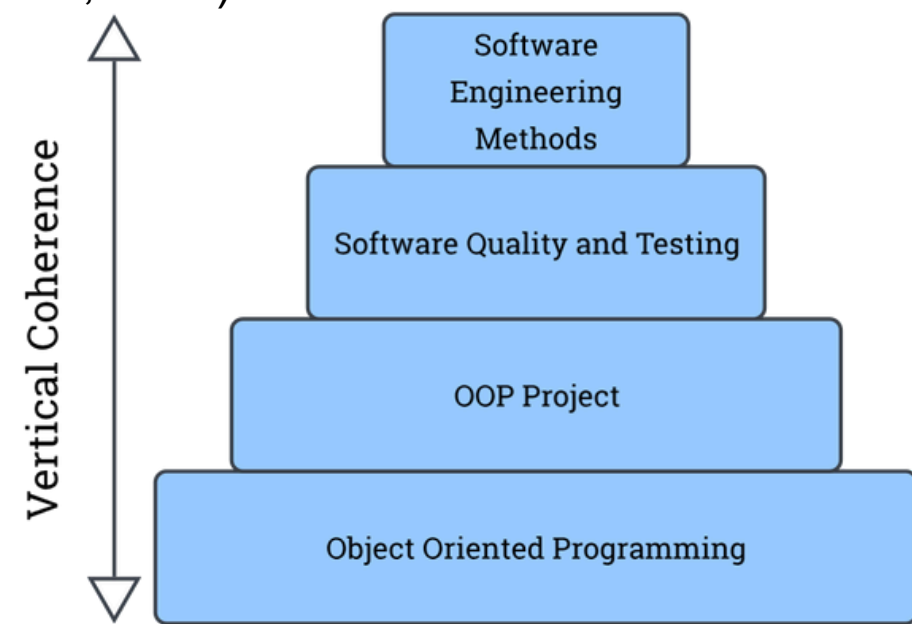 Software
Engineering
Methods
Software Quality and Testing
OOP Project
Object Oriented Programming
Vertical Coherence